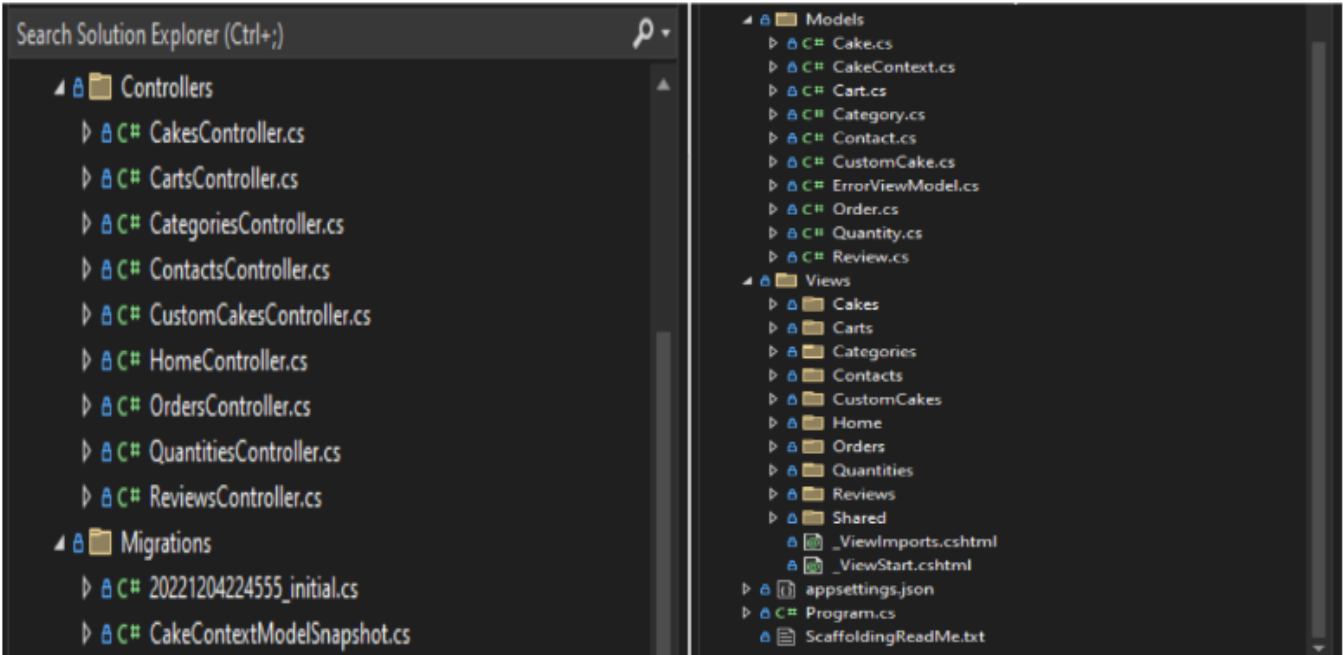 Search Solution Explorer (Ctrl+;)
Controllers
C# CakesController.cs
C# CartsController.cs
C# CategoriesController.cs
C# ContactsController.cs
C# CustomCakesController.cs
C# HomeController.cs
C# OrdersController.cs
C# QuantitiesController.cs
C# ReviewsController.cs
Migrations
C# 20221204224555_initial.cs
C# CakeContextModelSnapshot.cs
Models
C# Cake.cs
C# CakeContext.cs
C# Cart.cs
C# Category.cs
C# Contact.cs
C# CustomCake.cs
C# ErrorViewModel.cs
C# Order.cs
C# Quantity.cs
C# Review.cs
Views
Cakes
Carts
Categories
Contacts
CustomCakes
Home
Orders
Quantities
Reviews
Shared
_ViewImports.cshtml
_ViewStart.cshtml
appsettings.json
C# Program.cs
ScaffoldingReadMe.txt